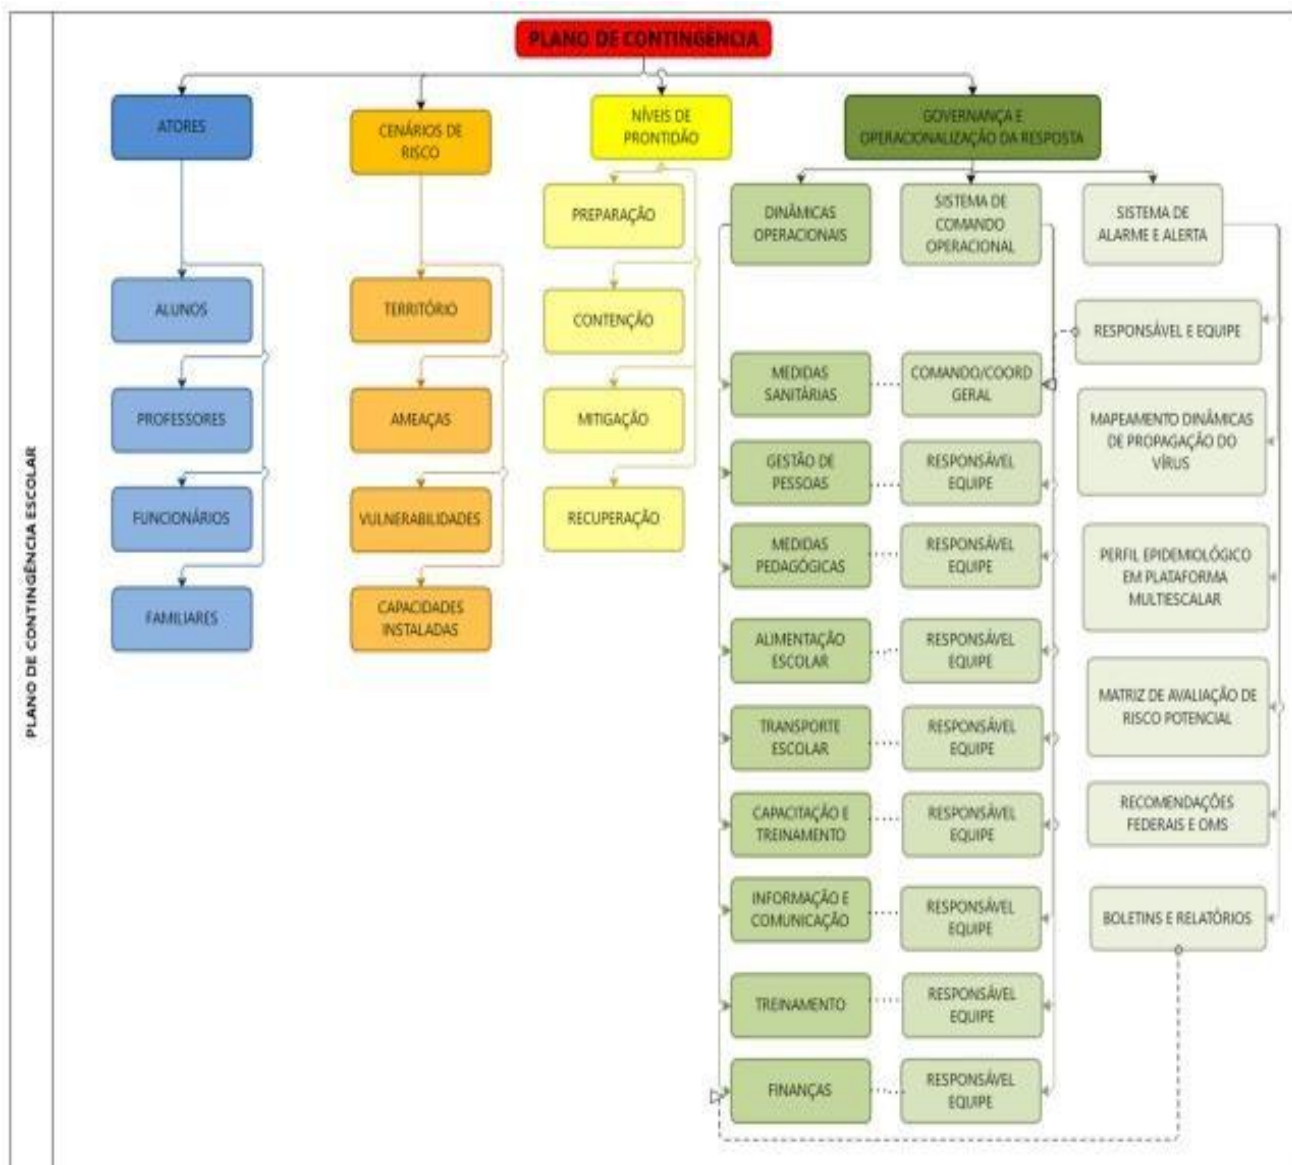 PLANO DE CONTINGÊNCIA ESCOLAR
PLANO DE CONTINGÊNCIA
ATORES
ALUNOS
PROFESSORES
FUNCIONÁRIOS
FAMILIARES
CENÁRIOS DE
RISCO
TERRITÓRIO
AMEAÇAS
VULNERABILIDADES
CAPACIDADES
INSTALADAS
NÍVEIS DE
PRONTIDÃO
PREPARAÇÃO
CONTENÇÃO
MITIGAÇÃO
RECUPERAÇÃO
GOVERNANÇA E
OPERACIONALIZAÇÃO DA RESPOSTA
DINÂMICAS
OPERACIONAIS
MEDIDAS
SANITÁRIAS
GESTÃO DE
PESSOAS
MEDIDAS
PEDAGÓGICAS
ALIMENTAÇÃO
ESCOLAR
TRANSPORTE
ESCOLAR
CAPACITAÇÃO E
TREINAMENTO
INFORMAÇÃO E
COMUNICAÇÃO
TREINAMENTO
FINANÇAS
SISTEMA DE
COMANDO
OPERACIONAL
COMANDO/COORD
GERAL
RESPONSÁVEL
EQUIPE
RESPONSÁVEL
EQUIPE
RESPONSÁVEL
EQUIPE
RESPONSÁVEL
EQUIPE
RESPONSÁVEL
EQUIPE
RESPONSÁVEL
EQUIPE
RESPONSÁVEL
EQUIPE
RESPONSÁVEL
EQUIPE
SISTEMA DE
ALARME E ALERTA
RESPONSÁVEL E EQUIPE
MAPEAMENTO DINÂMICAS
DE PROPAGAÇÃO DO
VÍRUS
PERFIL EPIDEMIOLÓGICO
EM PLATAFORMA
MULTIESCALAR
MATRIZ DE AVALIAÇÃO DE
RISCO POTENCIAL
RECOMENDAÇÕES
FEDERAIS E OMS
BOLETINS E RELATÓRIOS